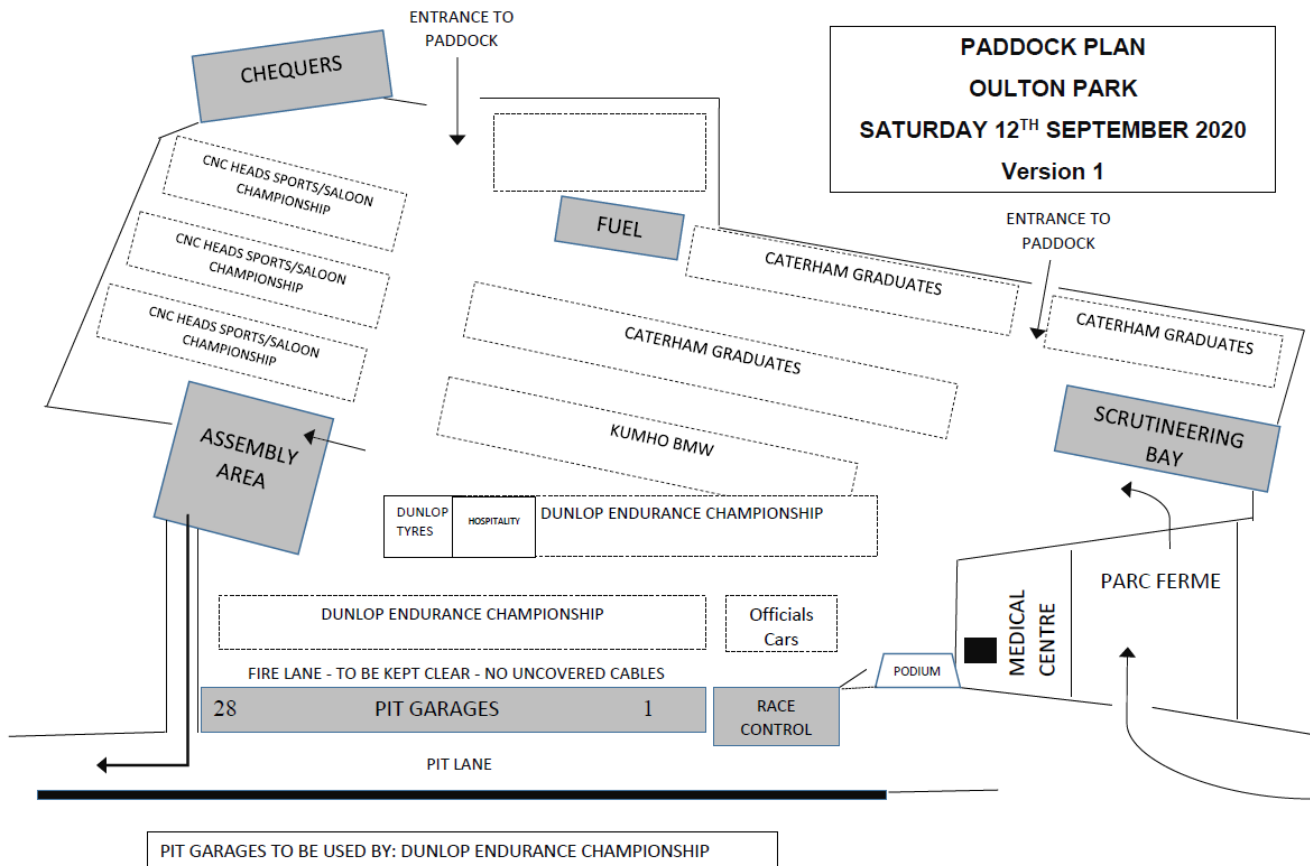 ENTRANCE TO
PADDOCK
CHEQUERS
PADDOCK PLAN
OULTON PARK
SATURDAY 12TH SEPTEMBER 2020
Version 1
CNC HEADS SPORTS/SALOON
CHAMPIONSHIP
FUEL
ENTRANCE TO
PADDOCK
CNC HEADS SPORTS/SALOON
CHAMPIONSHIP
CATERHAM GRADUATES
CATERHAM GRADUATES
CNC HEADS SPORTS/SALOON
CHAMPIONSHIP
CATERHAM GRADUATES
KUMHO BMW
SCRUTINEERING
BAY
ASSEMBLY
AREA
DUNLOP
TYRES
HOSPITALITY
DUNLOP ENDURANCE CHAMPIONSHIP
PARC FERME
MEDICAL
CENTRE
DUNLOP ENDURANCE CHAMPIONSHIP
Officials
Cars
FIRE LANE - TO BE KEPT CLEAR - NO UNCOVERED CABLES
PODIUM
28 PIT GARAGES 1
RACE
CONTROL
PIT LANE
PIT GARAGES TO BE USED BY: DUNLOP ENDURANCE CHAMPIONSHIP